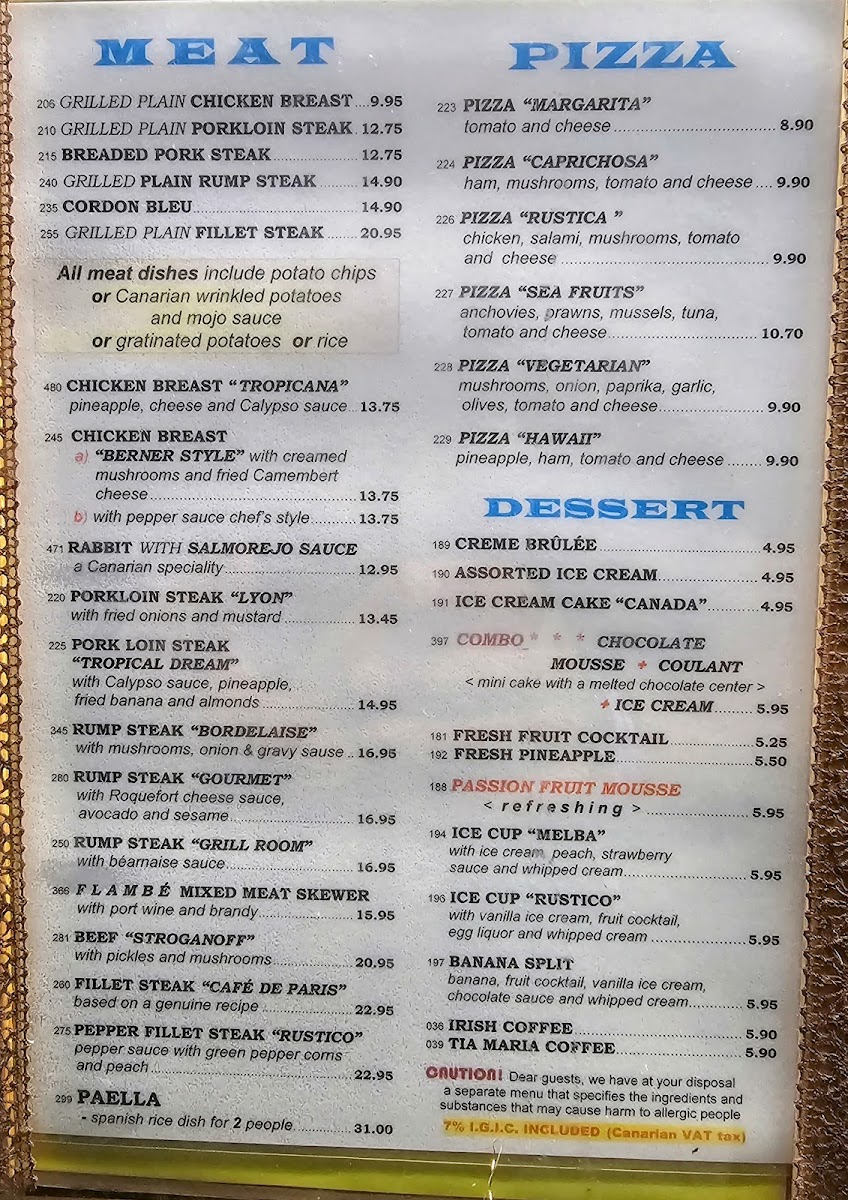 MEAT
206 GRILLED PLAIN CHICKEN BREAST....9.95
210 GRILLED PLAIN PORKLOIN STEAK.12.75
215 BREADED PORK STEAK....................12.75
240 GRILLED PLAIN RUMP STEAK.........14.90
235 CORDON BLEU..................................14.90
255 GRILLED PLAIN FILLET STEAK.......20.95
All meat dishes include potato chips
or Canarian wrinkled potatoes
and mojo sauce
or gratinated potatoes or rice
480 CHICKEN BREAST "TROPICANA"
pineapple, cheese and Calypso sauce..13.75
245 CHICKEN BREAST
a) "BERNER STYLE" with creamed
mushrooms and fried Camembert
cheese..............................................13.75
b) with pepper sauce chef's style..........13.75
471 RABBIT WITH SALMOREJO SAUCE
a Canarian speciality..............................12.95
220 PORKLOIN STEAK "LYON"
with fried onions and mustard................13.45
225 PORK LOIN STEAK
"TROPICAL DREAM"
with Calypso sauce, pineapple,
fried banana and almonds.....................14.95
345 RUMP STEAK "BORDELAISE"
with mushrooms, onion & gravy sause..16.95
280 RUMP STEAK "GOURMET"
with Roquefort cheese sauce,
avocado and sesame............................16.95
250 RUMP STEAK "GRILL ROOM"
with béarnaise sauce.............................16.95
366 FLAMBÉ MIXED MEAT SKEWER
with port wine and brandy......................15.95
281 BEEF "STROGANOFF"
with pickles and mushrooms..................20.95
260 FILLET STEAK "CAFÉ DE PARIS"
based on a genuine recipe.....................22.95
275 PEPPER FILLET STEAK "RUSTICO"
pepper sauce with green pepper corns
and peach..............................................22.95
299 PAELLA
- spanish rice dish for 2 people..............31.00
PIZZA
223 PIZZA "MARGARITA"
tomato and cheese....................................8.90
224 PIZZA "CAPRICHOSA"
ham, mushrooms, tomato and cheese....9.90
226 PIZZA "RUSTICA "
chicken, salami, mushrooms, tomato
and cheese...............................................9.90
227 PIZZA "SEA FRUITS"
anchovies, prawns, mussels, tuna,
tomato and cheese..................................10.70
228 PIZZA "VEGETARIAN"
mushrooms, onion, paprika, garlic,
olives, tomato and cheese........................9.90
229 PIZZA "HAWAII"
pineapple, ham, tomato and cheese........9.90
DESSERT
189 CREME BRÛLÉE.....................................4.95
190 ASSORTED ICE CREAM.........................4.95
191 ICE CREAM CAKE "CANADA"................4.95
397 COMBO * * * CHOCOLATE
MOUSSE + COULANT
< mini cake with a melted chocolate center >
+ ICE CREAM.........5.95
181 FRESH FRUIT COCKTAIL.....................5.25
192 FRESH PINEAPPLE...............................5.50
188 PASSION FRUIT MOUSSE
< refreshing >.........................5.95
194 ICE CUP "MELBA"
with ice cream, peach, strawberry
sauce and whipped cream.........................5.95
196 ICE CUP "RUSTICO"
with vanilla ice cream, fruit cocktail,
egg liquor and whipped cream...................5.95
197 BANANA SPLIT
banana, fruit cocktail, vanilla ice cream,
chocolate sauce and whipped cream..........5.95
036 IRISH COFFEE.......................................5.90
039 TIA MARIA COFFEE..............................5.90
CAUTION! Dear guests, we have at your disposal
a separate menu that specifies the ingredients and
substances that may cause harm to allergic people
7% I.G.I.C. INCLUDED (Canarian VAT tax)